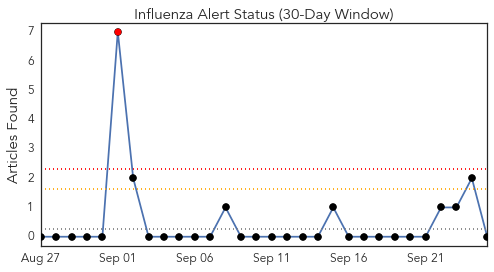 Influenza Alert Status (30-Day Window)
Articles Found
7
6
5
4
3
2
1
0
Aug 27 Sep 01 Sep 06 Sep 11 Sep 16 Sep 21